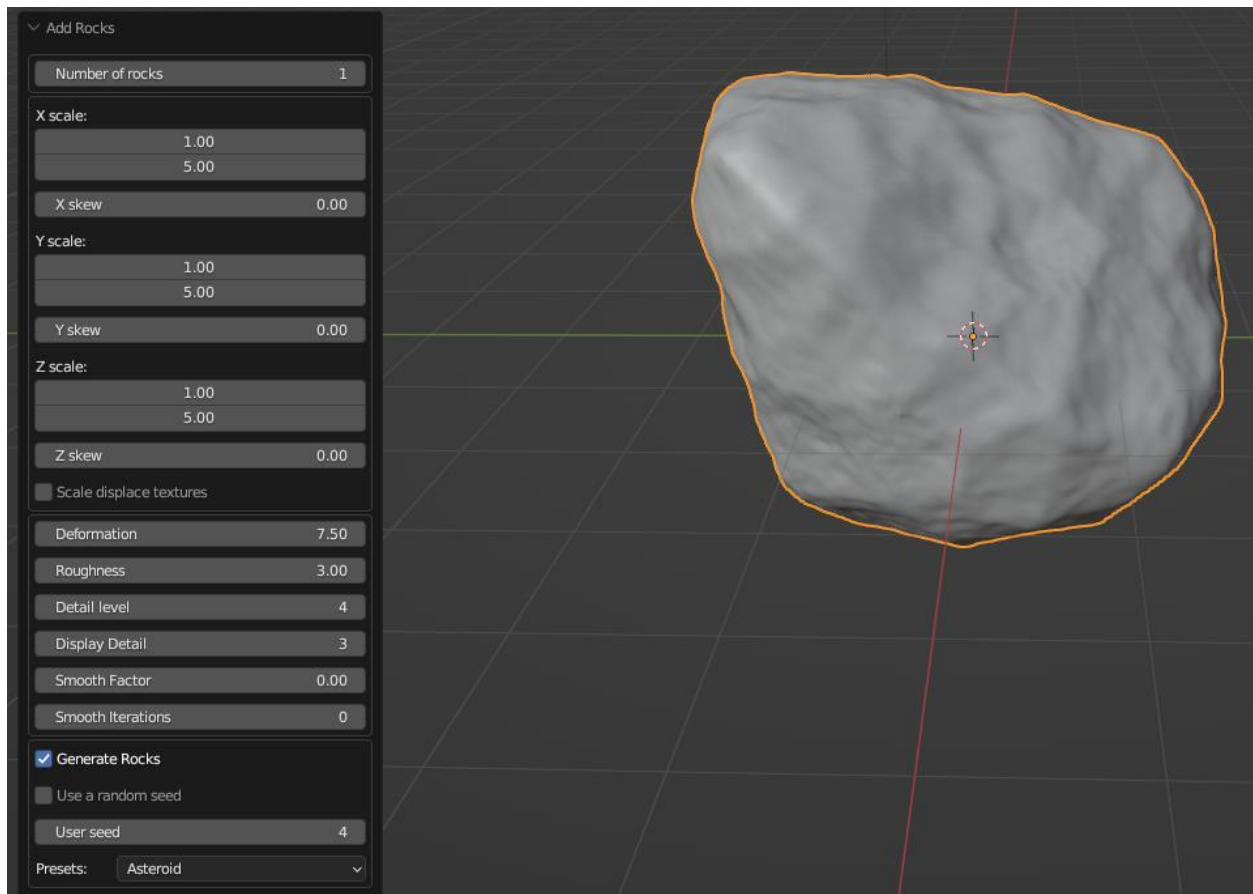 Add Rocks
Number of rocks 1
X scale:
1.00
5.00
X skew 0.00
Y scale:
1.00
5.00
Y skew 0.00
Z scale:
1.00
5.00
Z skew 0.00
Scale displace textures
Deformation 7.50
Roughness 3.00
Detail level 4
Display Detail 3
Smooth Factor 0.00
Smooth Iterations 0
Generate Rocks
Use a random seed
User seed 4
Presets: Asteroid